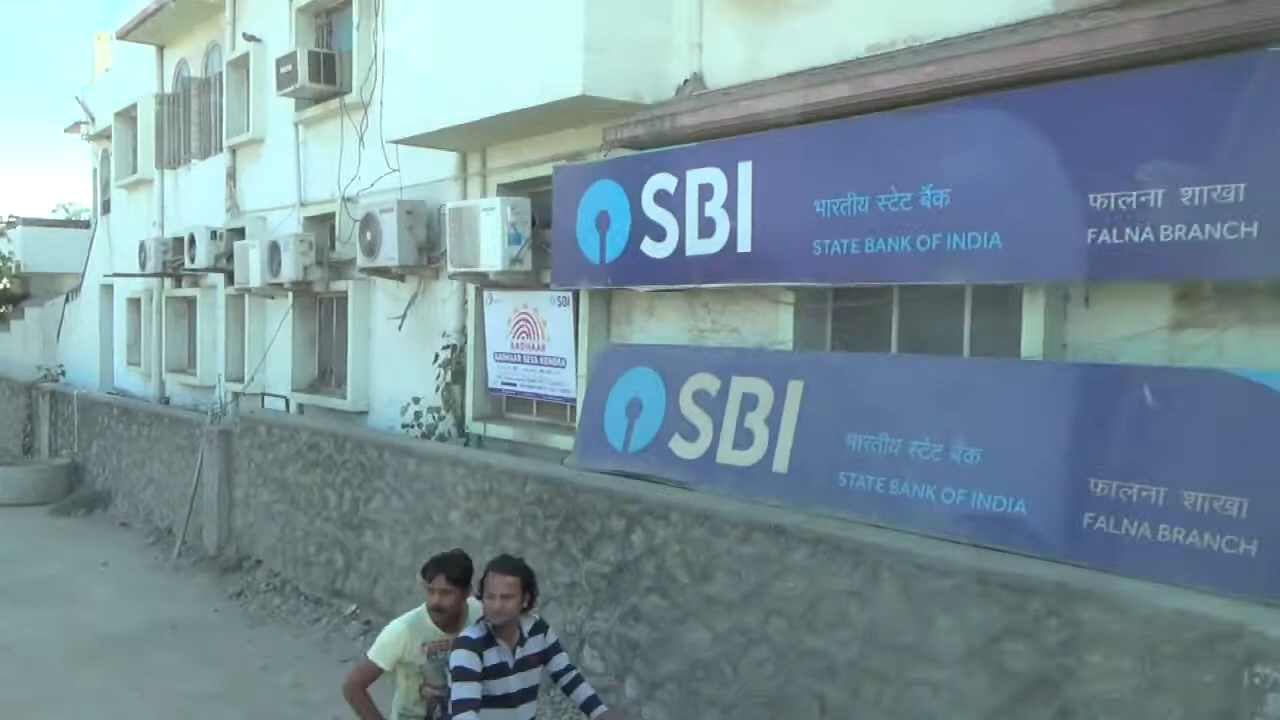 SBI
भारतीय स्टेट बैंक
STATE BANK OF INDIA
फालना शाखा
FALNA BRANCH
SBI
AADHAAR
AADHAAR SEVA KENDRA
SBI
भारतीय स्टेट बैंक
STATE BANK OF INDIA
फालना शाखा
FALNA BRANCH